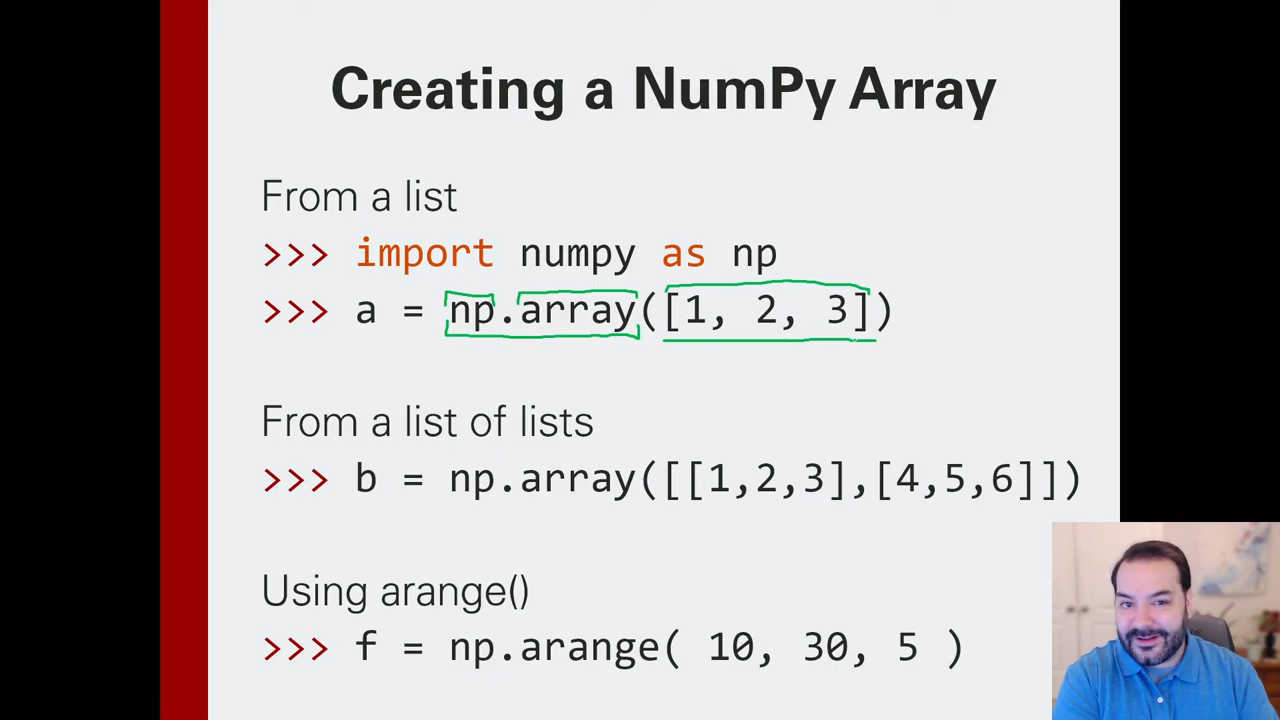 Creating a NumPy Array
From a list
>>> import numpy as np
>>> a = np.array([1, 2, 3])
From a list of lists
>>> b = np.array([[1,2,3],[4,5,6]])
Using arange()
>>> f = np.arange( 10, 30, 5 )